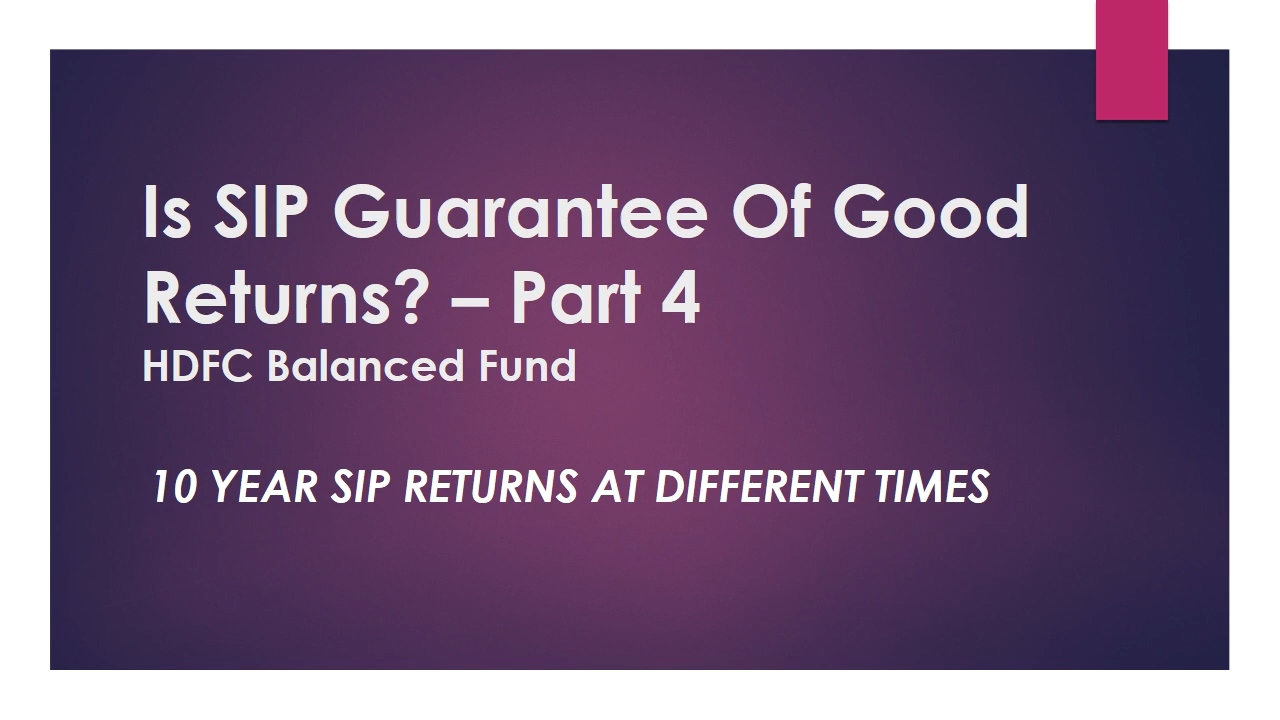 Is SIP Guarantee Of Good
Returns? – Part 4
HDFC Balanced Fund
10 YEAR SIP RETURNS AT DIFFERENT TIMES